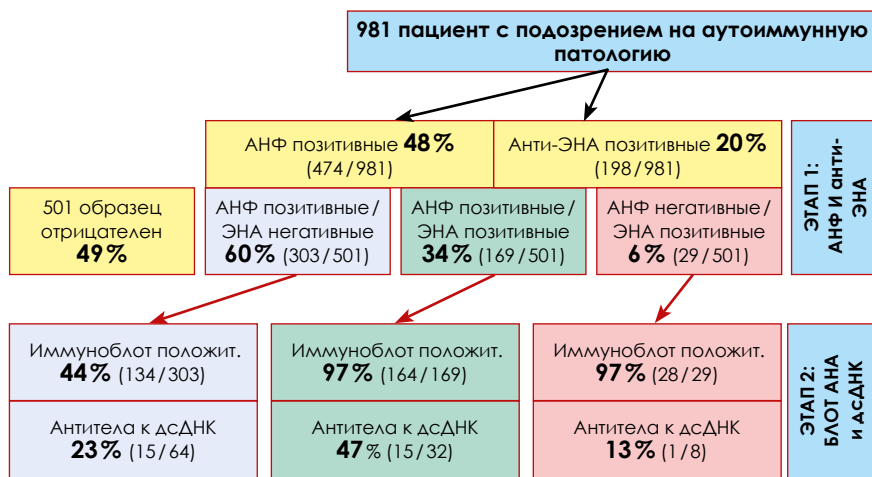 981 пациент с подозрением на аутоиммунную
патологию
АНФ позитивные 48%
(474/981)
Анти-ЭНА позитивные 20%
(198/981)
ЭТАП 1:
АНФ И анти-
ЭНА
501 образец
отрицателен
49%
АНФ позитивные/
ЭНА негативные
60% (303/501)
АНФ позитивные/
ЭНА позитивные
34% (169/501)
АНФ негативные/
ЭНА позитивные
6% (29/501)
Иммуноблот положит.
44% (134/303)
Иммуноблот положит.
97% (164/169)
Иммуноблот положит.
97% (28/29)
ЭТАП 2:
БЛОТ АНА
и дсДНК
Антитела к дсДНК
23% (15/64)
Антитела к дсДНК
47 % (15/32)
Антитела к дсДНК
13% (1/8)